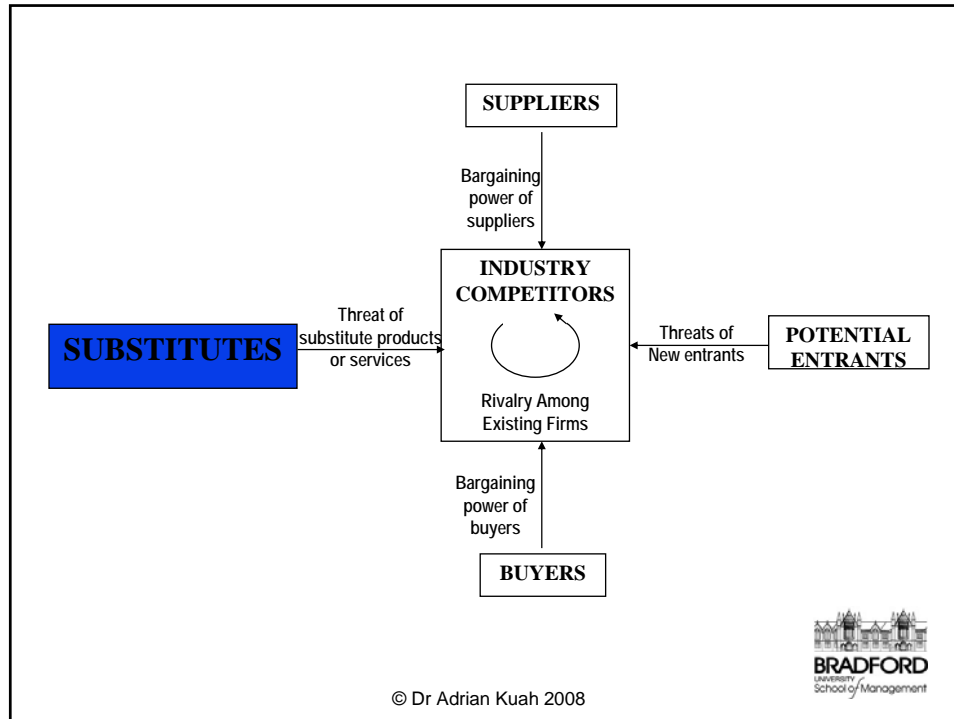 SUPPLIERS
Bargaining
power of
suppliers
INDUSTRY
COMPETITORS
Threat of
substitute products
or services
SUBSTITUTES
Threats of
New entrants
POTENTIAL
ENTRANTS
Rivalry Among
Existing Firms
Bargaining
power of
buyers
BUYERS
BRADFORD
UNIVERSITY
School of Management
© Dr Adrian Kuah 2008